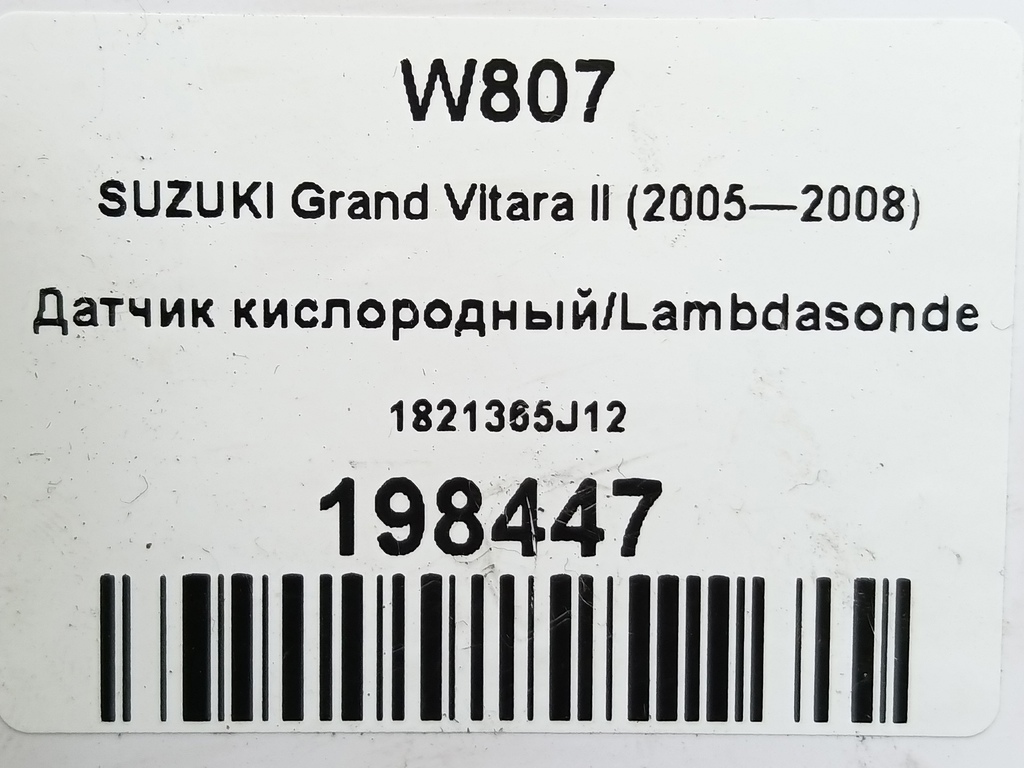 W807
SUZUKI Grand Vitara II (2005—2008)
Датчик кислородный/Lambdasonde
1821365J12
198447